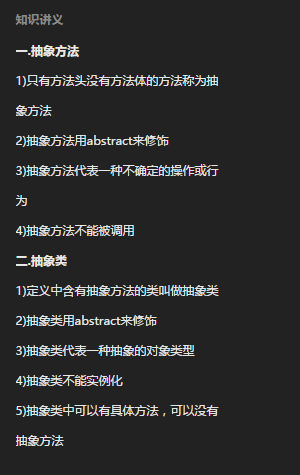 知识讲义
一.抽象方法
1)只有方法头没有方法体的方法称为抽
象方法
2)抽象方法用abstract来修饰
3)抽象方法代表一种不确定的操作或行
为
4)抽象方法不能被调用
二.抽象类
1)定义中含有抽象方法的类叫做抽象类
2)抽象类用abstract来修饰
3)抽象类代表一种抽象的对象类型
4)抽象类不能实例化
5)抽象类中可以有具体方法，可以没有
抽象方法